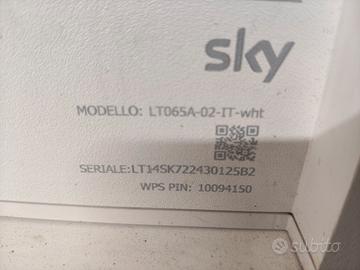 sky
MODELLO: LT065A-02-IT-wht
SERIALE:LT14SK722430125B2
WPS PIN: 10094150
subito